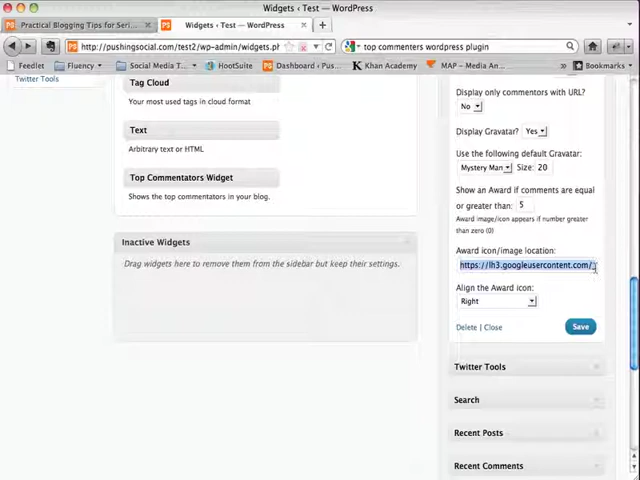 Widgets ‹ Test — WordPress
Practical Blogging Tips for Seri...
Widgets ‹ Test — WordPress
http://pushingsocial.com/test2/wp-admin/widgets.ph
top commenters wordpress plugin
Feedlet
Fluency
Social Media T...
HootSuite
Dashboard ‹ Pus...
Khan Academy
MAP – Media An...
»
Bookmarks
Twitter Tools
Tag Cloud
Your most used tags in cloud format
Text
Arbitrary text or HTML
Top Commentators Widget
Shows the top commentators in your blog.
Inactive Widgets
Drag widgets here to remove them from the sidebar but keep their settings.
Display only commentors with URL?
No
Display Gravatar? Yes
Use the following default Gravatar:
Mystery Man Size: 20
Show an Award if comments are equal
or greater than: 5
Award image/icon appears if number greater
than zero (0)
Award icon/image location:
https://lh3.googleusercontent.com/
Align the Award icon:
Right
Delete | Close
Save
Twitter Tools
Search
Recent Posts
Recent Comments